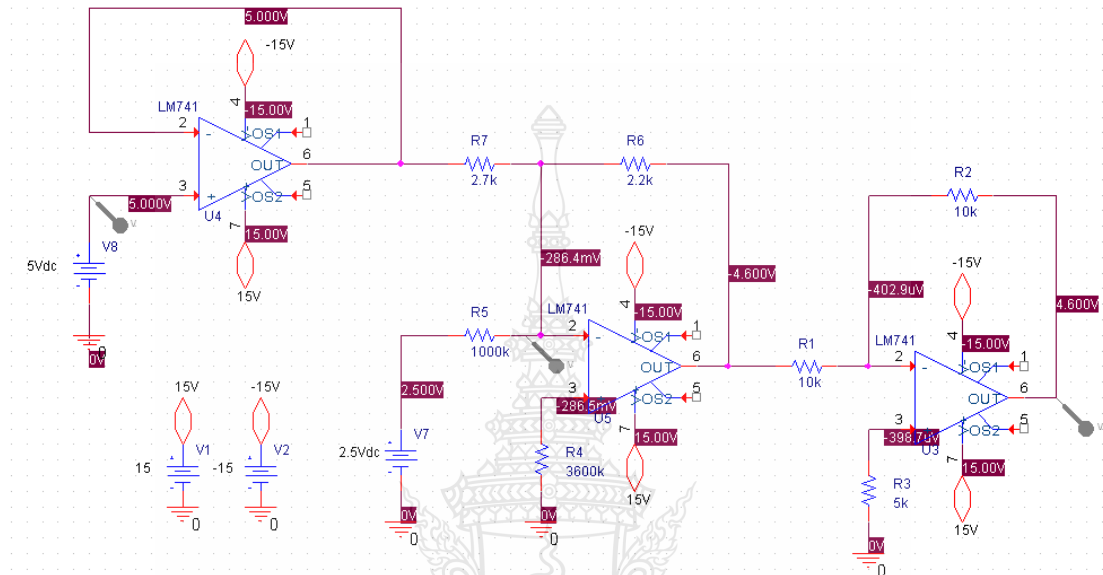 5.000V
-15V
LM741
4
-15.00V
2
-
OS1
1
R7
2.7k
R6
2.2k
OUT
6
3
+
OS2
5
5.000V
U4
7
15.00V
V8
5Vdc
15V
0V
0
-286.4mV
-15V
-4.600V
R2
10k
-15V
-402.9uV
4.600V
R5
1000k
LM741
4
-15.00V
2
-
OS1
1
OUT
6
R1
10k
LM741
4
-15.00V
2
-
OS1
1
OUT
6
2.500V
3
OS2
5
-286.5mV
U5
7
15.00V
3
OS2
5
-398.7uV
U3
7
15.00V
15V
-15V
V7
2.5Vdc
R4
3600k
15V
V1
15
V2
-15
R3
5k
15V
0
0
0V
0
0V
0
0V
0